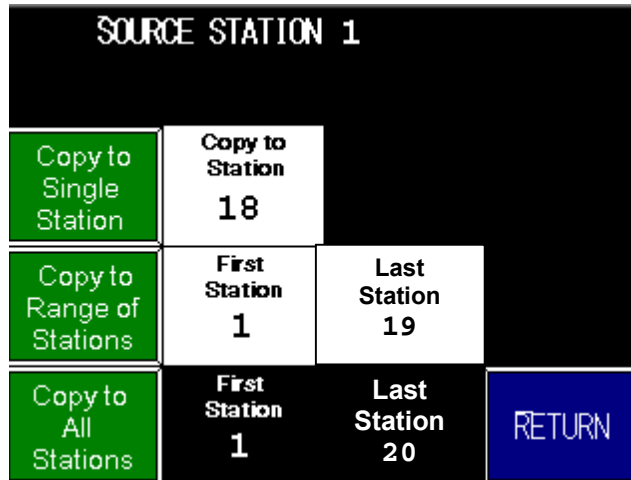 SOURCE STATION 1
Copy to
Single
Station
Copy to
Station
18
Copy to
Range of
Stations
First
Station
1
Last
Station
19
Copy to
All
Stations
First
Station
1
Last
Station
20
RETURN